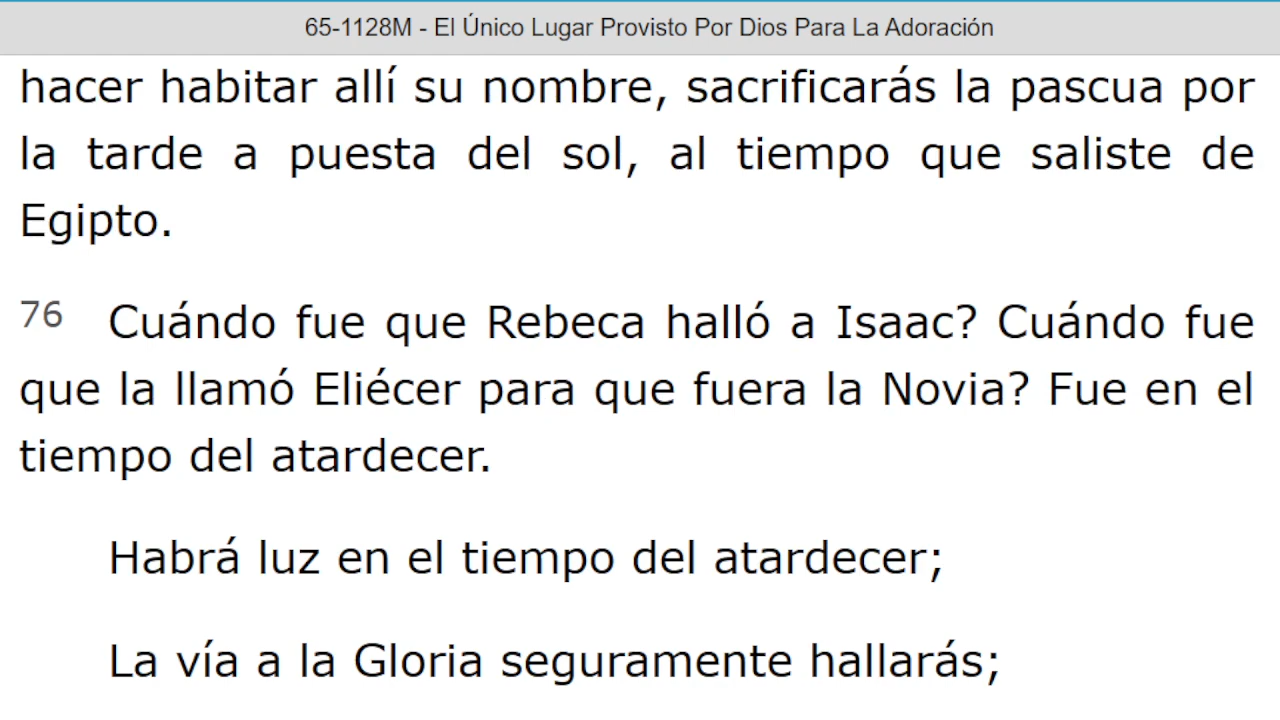 65-1128M - El Único Lugar Provisto Por Dios Para La Adoración
hacer habitar allí su nombre, sacrificarás la pascua por
la tarde a puesta del sol, al tiempo que saliste de
Egipto.
76 Cuándo fue que Rebeca halló a Isaac? Cuándo fue
que la llamó Eliécer para que fuera la Novia? Fue en el
tiempo del atardecer.
Habrá luz en el tiempo del atardecer;
La vía a la Gloria seguramente hallarás;